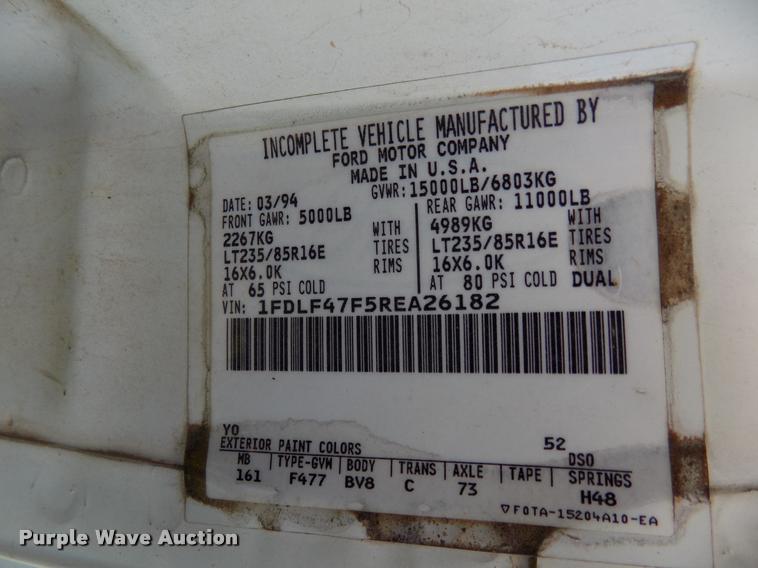 INCOMPLETE VEHICLE MANUFACTURED BY
FORD MOTOR COMPANY
MADE IN U.S.A.
DATE: 03/94 GVWR: 15000LB/6803KG
FRONT GAWR: 5000LB REAR GAWR: 11000LB
2267KG WITH 4989KG WITH
LT235/85R16E TIRES LT235/85R16E TIRES
16X6.0K RIMS 16X6.0K RIMS
AT 65 PSI COLD AT 80 PSI COLD DUAL
VIN: 1FDLF47F5REA26182
YO 52
EXTERIOR PAINT COLORS DSO
MB TYPE-GVM BODY TRANS AXLE TAPE SPRINGS
161 F477 BV8 C 73 H48
▽F0TA-15204A10-EA
Purple Wave Auction